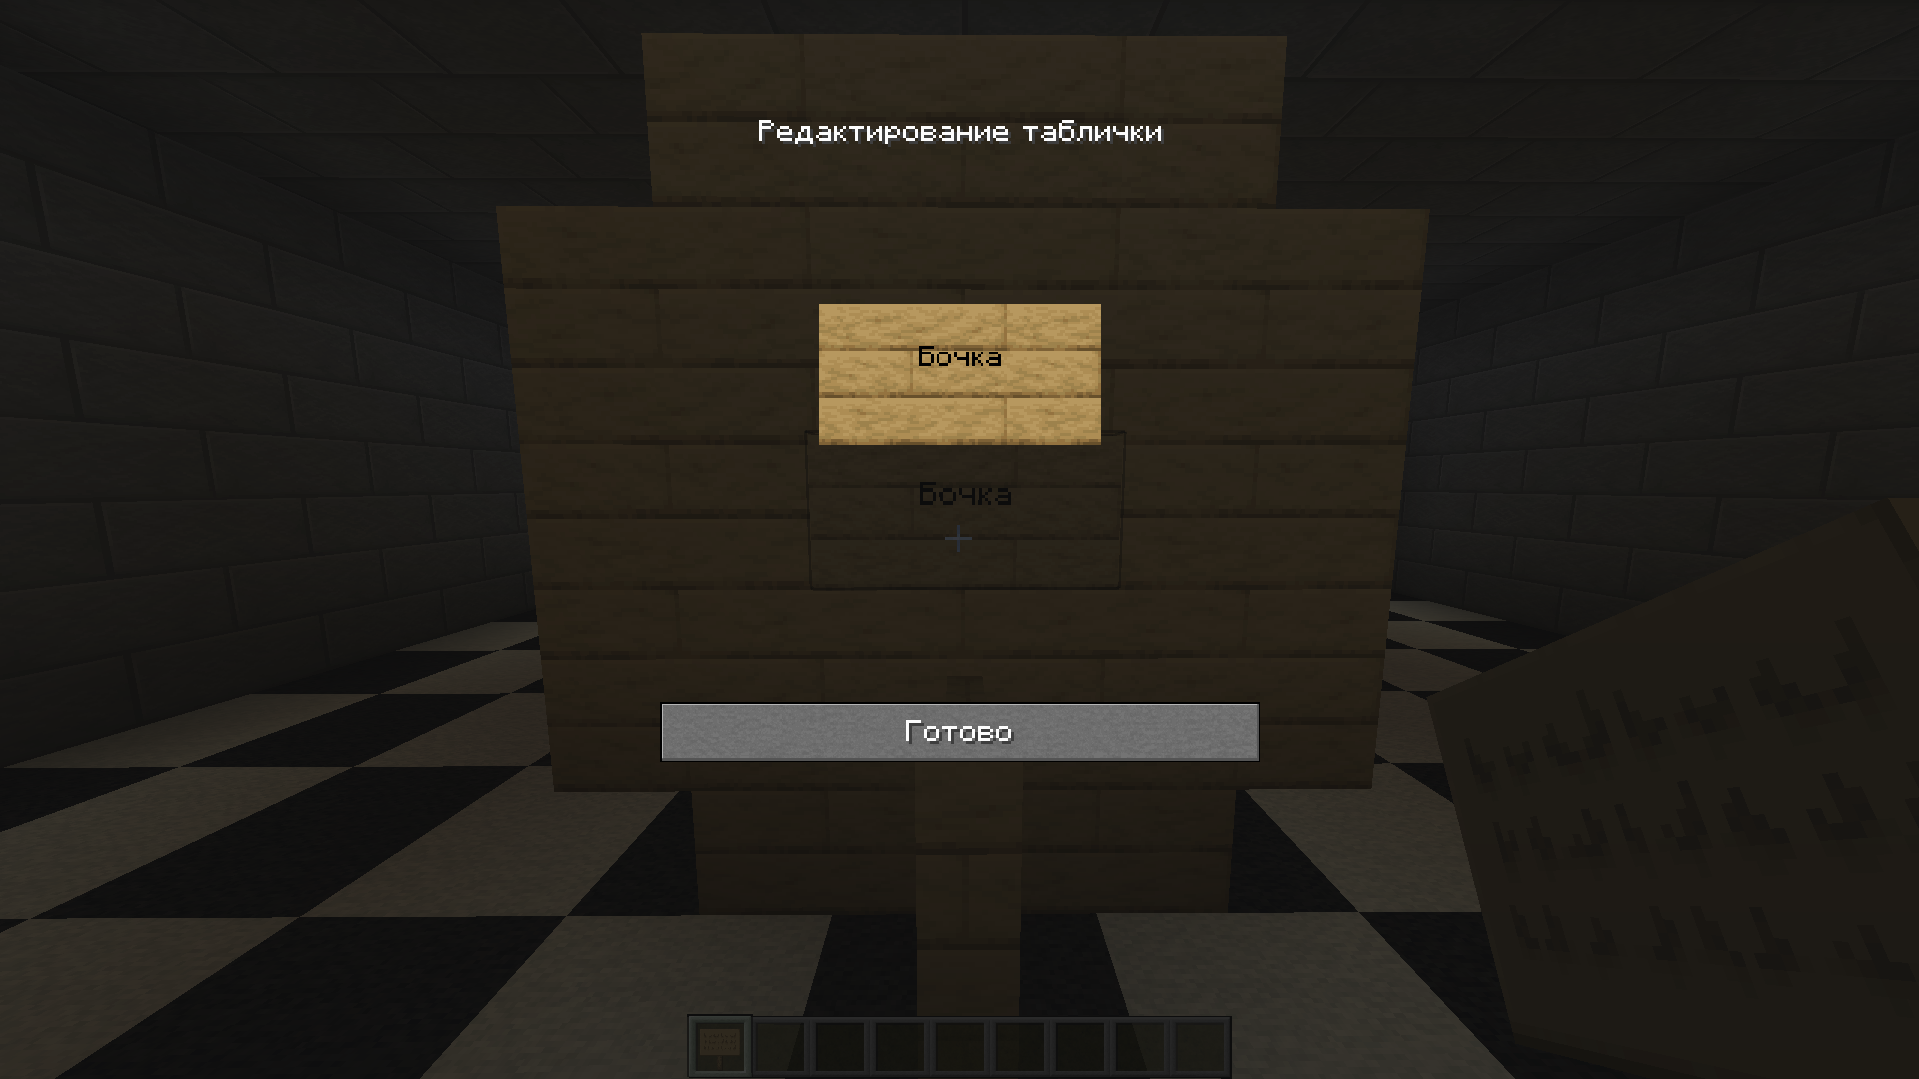 Редактирование таблички
Бочка
Бочка
Готово